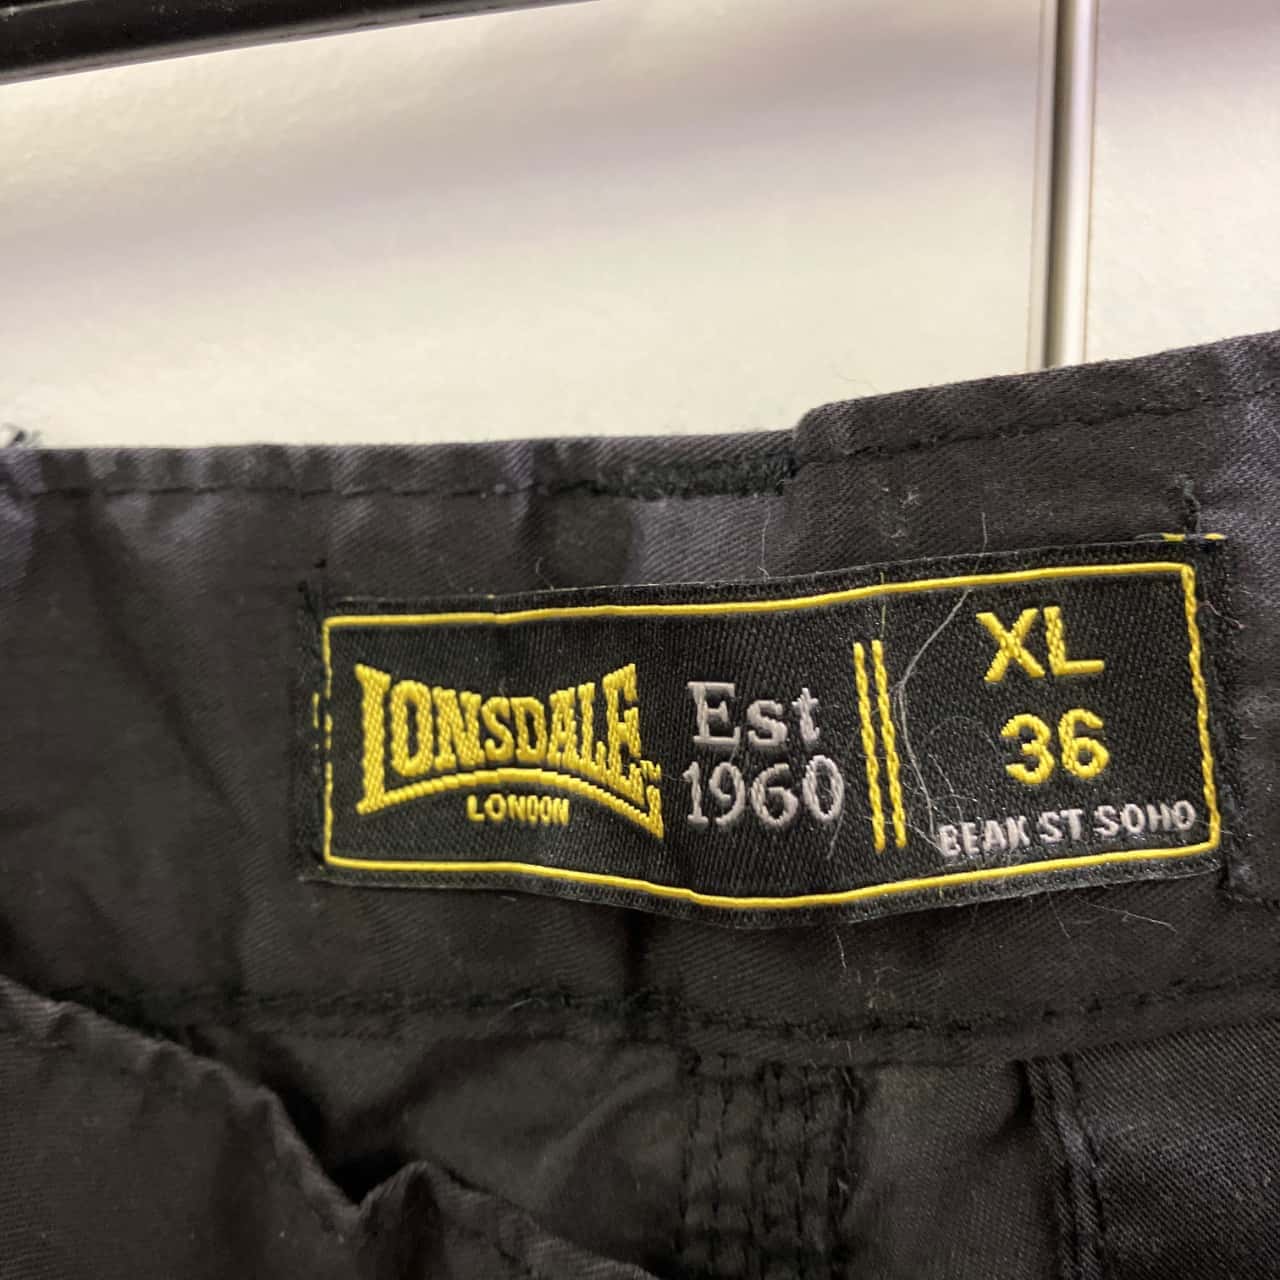 LONSDALE
LONDON
Est
1960
XL
36
BEAK ST SOHO